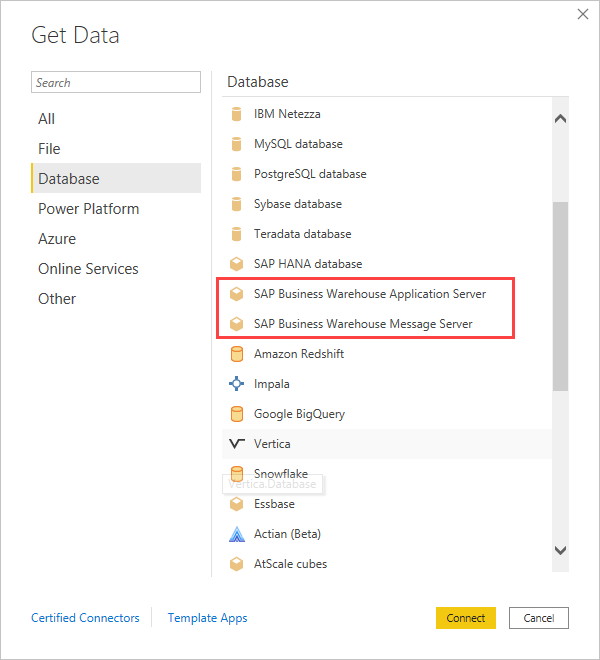 Get Data
Search
All
File
Database
Power Platform
Azure
Online Services
Other
Database
IBM Netezza
MySQL database
PostgreSQL database
Sybase database
Teradata database
SAP HANA database
SAP Business Warehouse Application Server
SAP Business Warehouse Message Server
Amazon Redshift
Impala
Google BigQuery
Vertica
Snowflake
Vertica.Database
Essbase
Actian (Beta)
AtScale cubes
Certified Connectors
Template Apps
Connect
Cancel